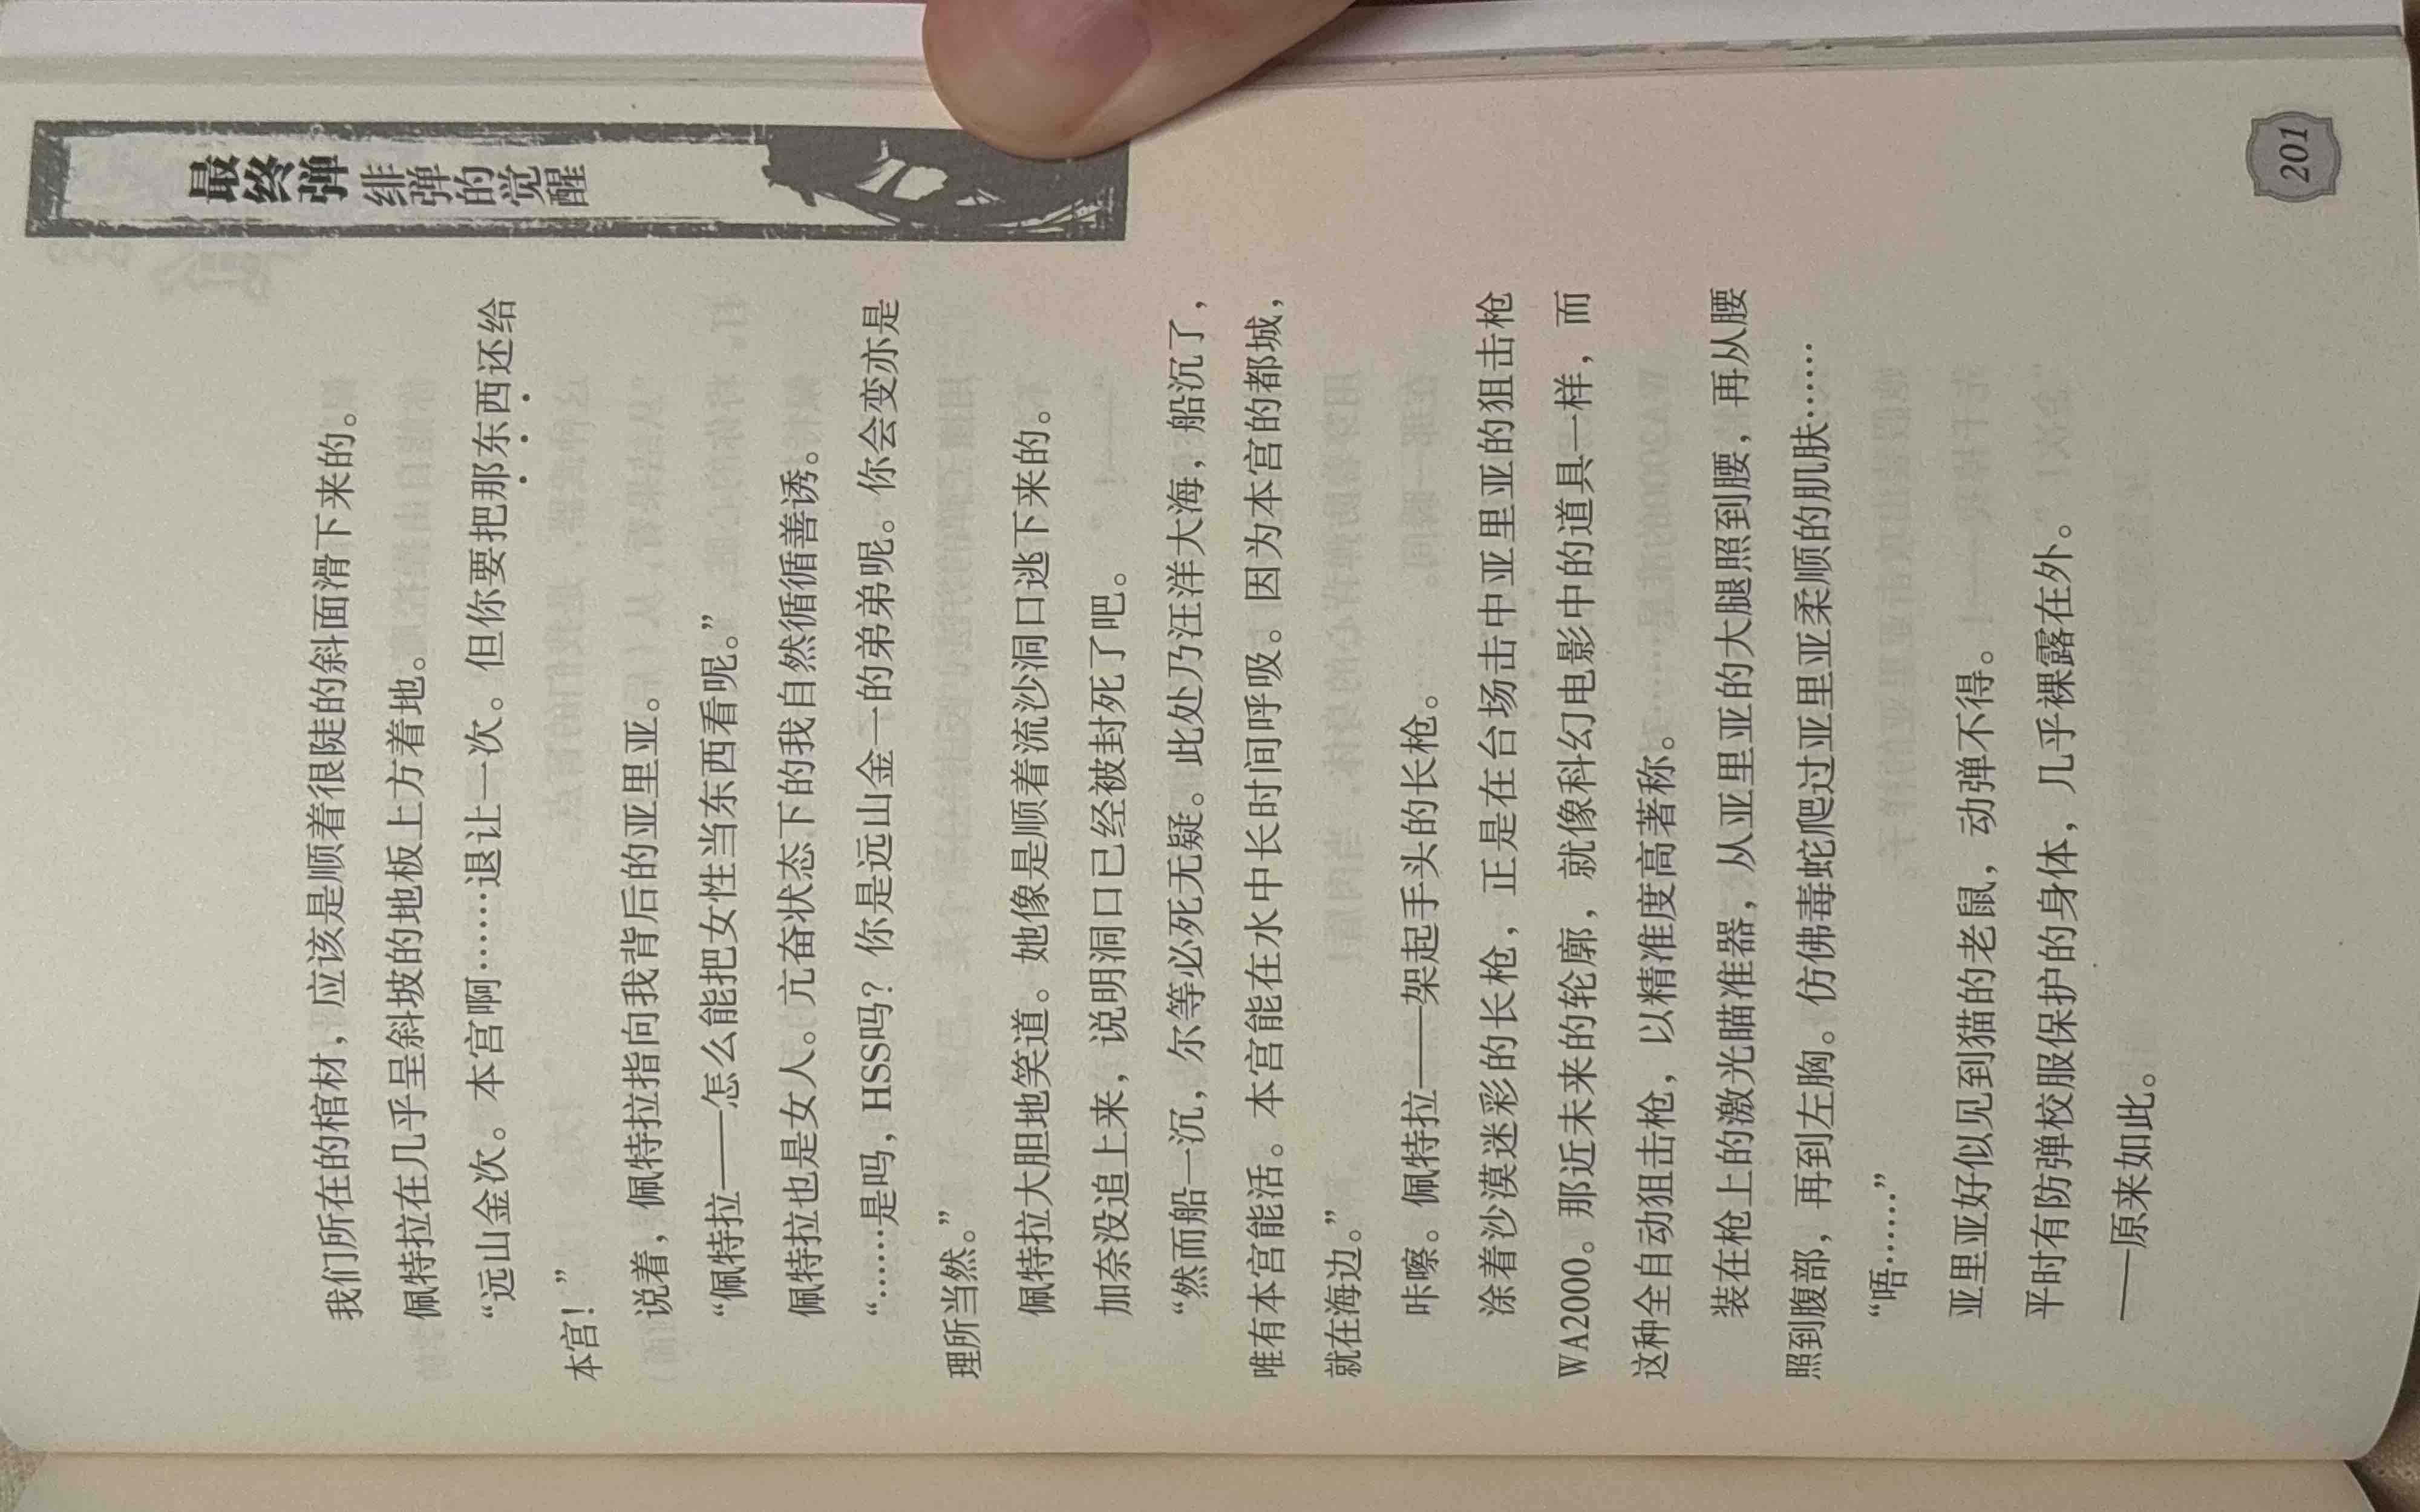 最终弹 绯弹的觉醒
我们所在的棺材，应该是顺着很陡的斜面滑下来的。
佩特拉在几乎呈斜坡的地板上方着地。
“远山金次。本宫啊……退让一次。但你要把那东西还给
本宫！”
说着，佩特拉指向我背后的亚里亚。
“佩特拉——怎么能把女性当东西看呢。”
佩特拉也是女人。亢奋状态下的我自然循循善诱。
“……是吗，HSS吗？你是远山金一的弟弟呢。你会变亦是
理所当然。”
佩特拉大胆地笑道。她像是顺着流沙洞口逃下来的。
加奈没追上来，说明洞口已经被封死了吧。
“然而船一沉，尔等必死无疑。此处乃汪洋大海，船沉了，
唯有本宫能活。本宫能在水中长时间呼吸。因为本宫的都城，
就在海边。”
咔嚓。佩特拉——架起手头的长枪。
涂着沙漠迷彩的长枪，正是在台场击中亚里亚的狙击枪
WA2000。那近未来的轮廓，就像科幻电影中的道具一样，而
这种全自动狙击枪，以精准度高著称。
装在枪上的激光瞄准器，从亚里亚的大腿照到腰，再从腰
照到腹部，再到左胸。仿佛毒蛇爬过亚里亚柔顺的肌肤……
“唔……”
亚里亚好似见到猫的老鼠，动弹不得。
平时有防弹校服保护的身体，几乎裸露在外。
——原来如此。
201